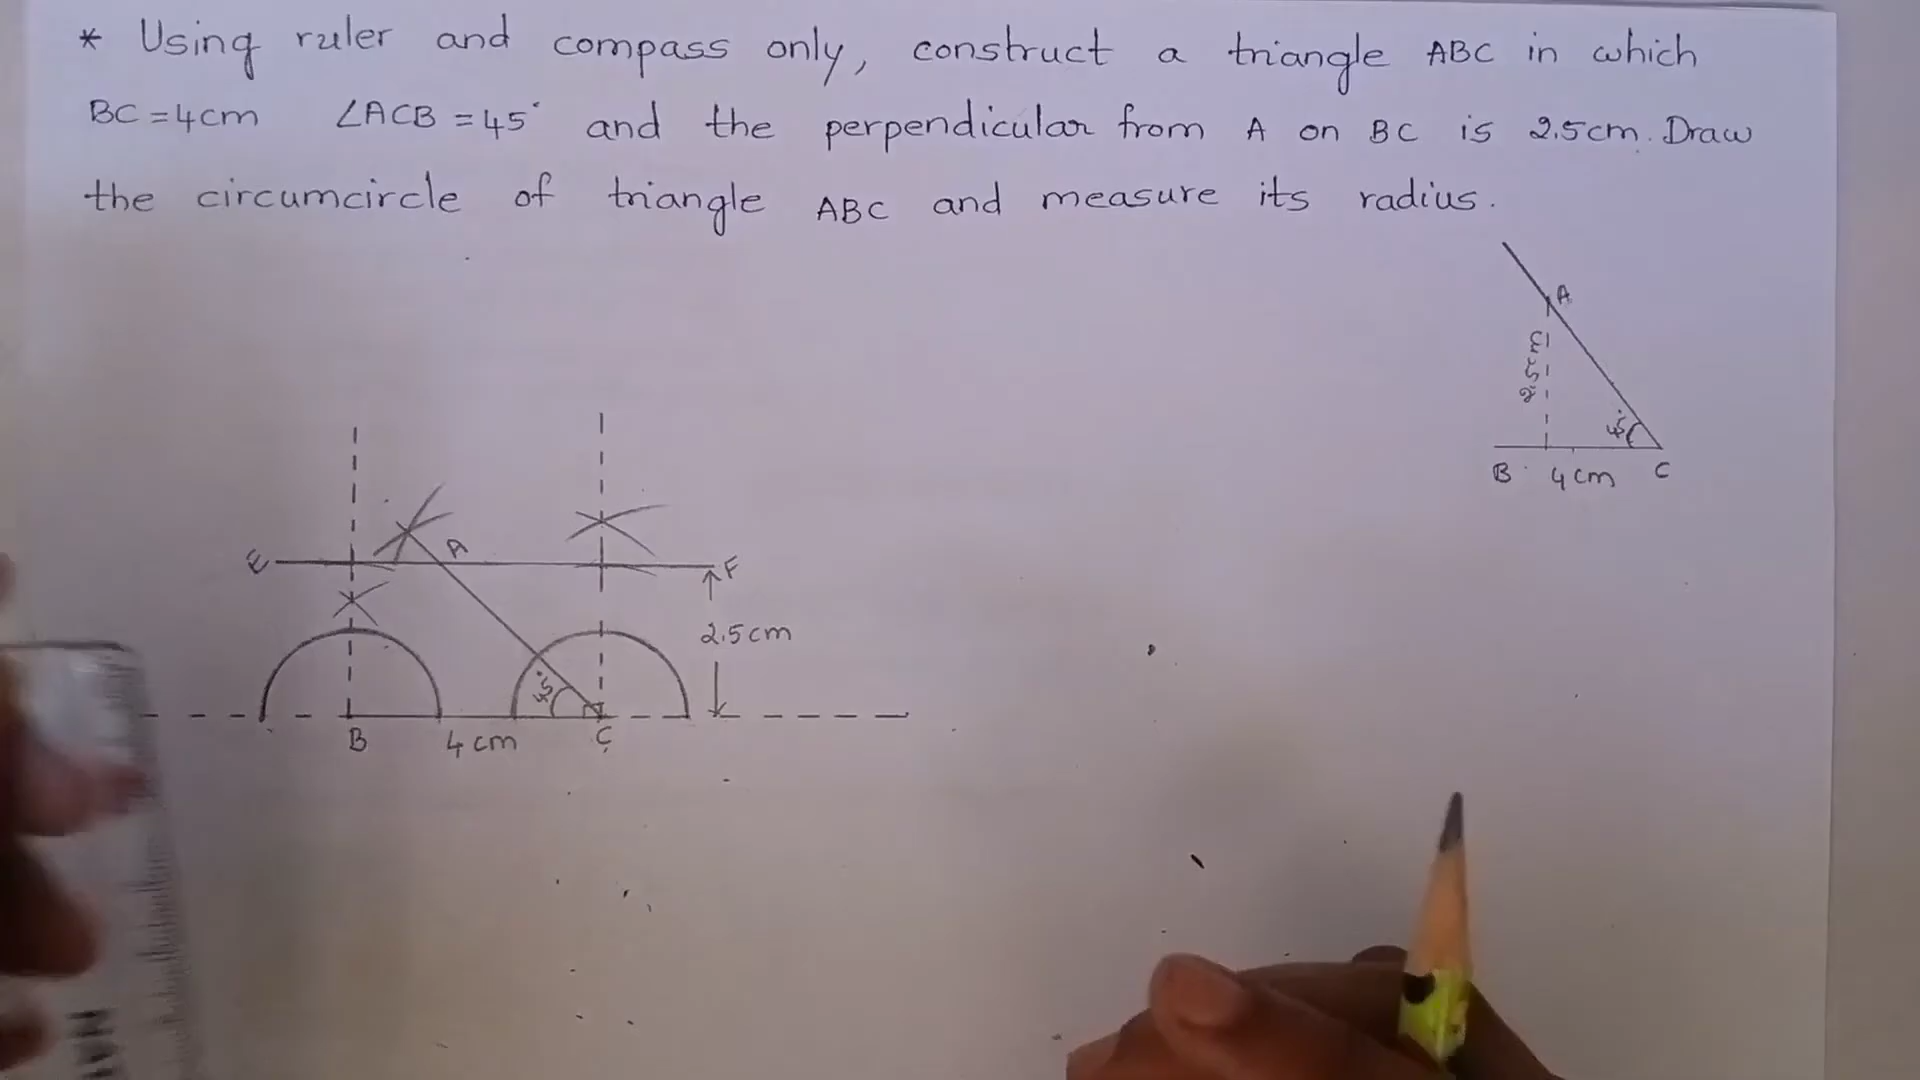 * Using ruler and compass only, construct a triangle ABC in which
BC = 4cm ∠ACB = 45° and the perpendicular from A on BC is 2.5cm. Draw
the circumcircle of triangle ABC and measure its radius.
A
2.5cm
45°
B 4cm C
E A F
2.5cm
45°
B 4cm C